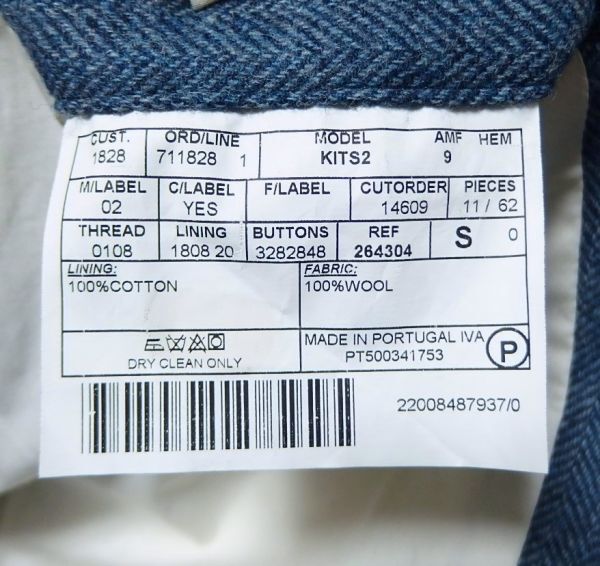 CUST. ORD/LINE MODEL AMF HEM
1828 711828 1 KITS2 9
M/LABEL C/LABEL F/LABEL CUTORDER PIECES
02 YES 14609 11 / 62
THREAD LINING BUTTONS REF S 0
0108 1808 20 3282848 264304
LINING: FABRIC:
100%COTTON 100%WOOL
DRY CLEAN ONLY
MADE IN PORTUGAL IVA
PT500341753
P
22008487937/0